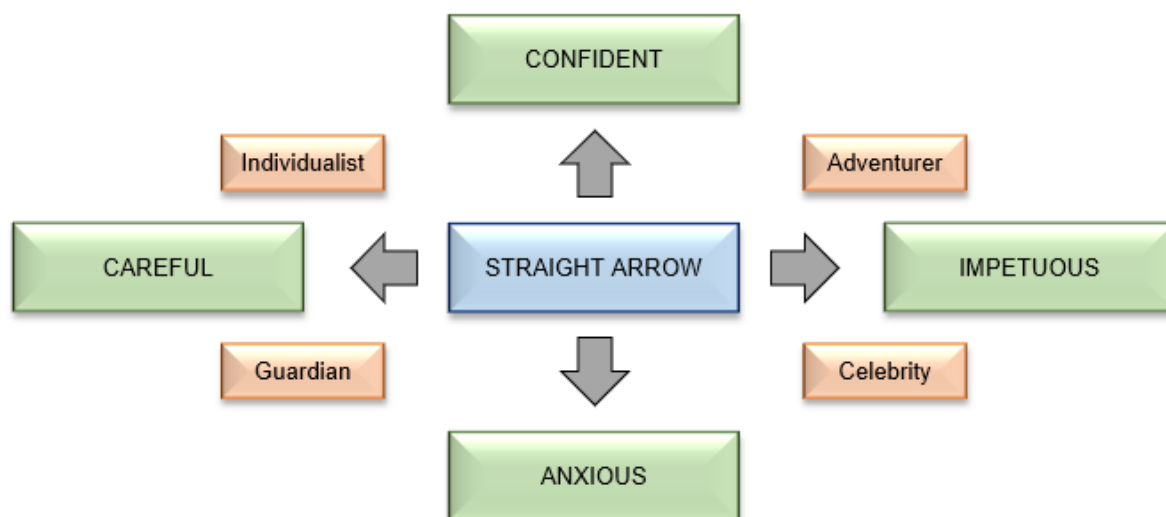 CONFIDENT
Individualist
Adventurer
CAREFUL
STRAIGHT ARROW
IMPETUOUS
Guardian
Celebrity
ANXIOUS